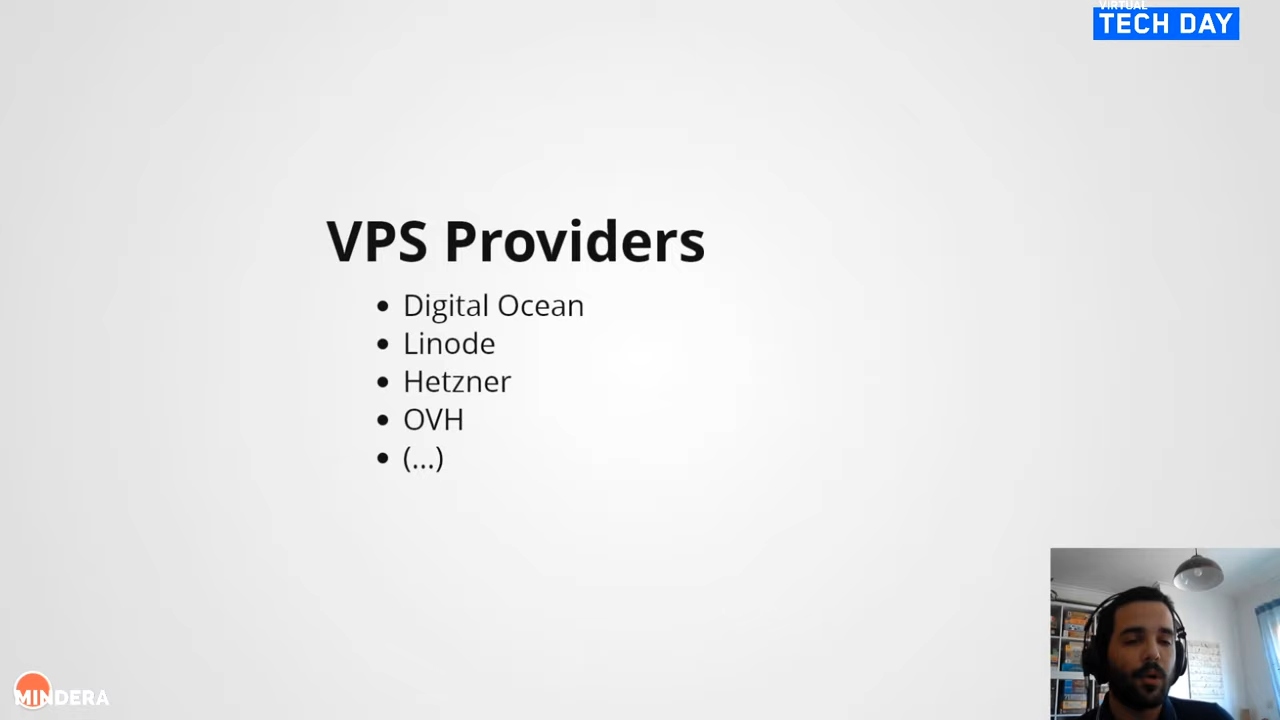 VIRTUAL
TECH DAY
VPS Providers
• Digital Ocean
• Linode
• Hetzner
• OVH
• (...)
MINDERA